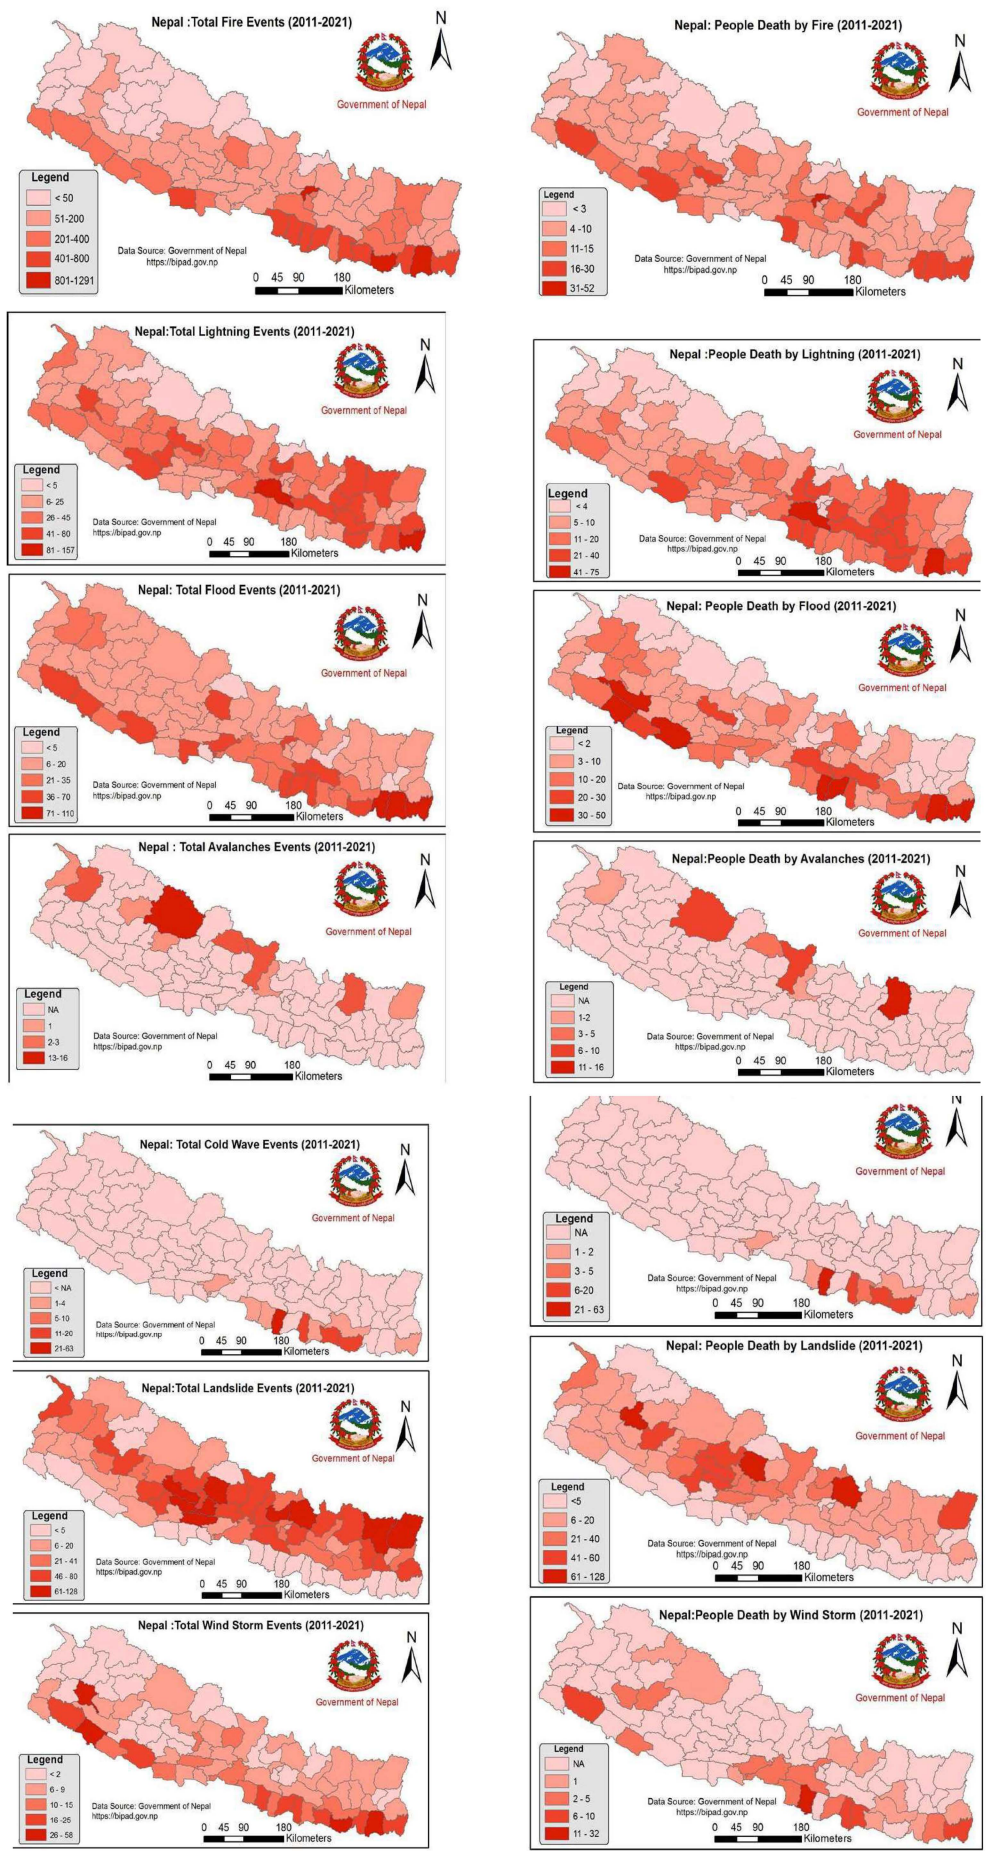 Nepal :Total Fire Events (2011-2021)
N
Government of Nepal
Legend
< 50
51-200
201-400
401-800
801-1291
Data Source: Government of Nepal
https://bipad.gov.np
0 45 90 180
Kilometers
Nepal: People Death by Fire (2011-2021)
N
Government of Nepal
Legend
< 3
4 -10
11-15
16-30
31-52
Data Source: Government of Nepal
https://bipad.gov.np
0 45 90 180
Kilometers
Nepal:Total Lightning Events (2011-2021)
N
Government of Nepal
Legend
< 5
6- 25
26 - 45
41 - 80
81 - 157
Data Source: Government of Nepal
https://bipad.gov.np
0 45 90 180
Kilometers
Nepal :People Death by Lightning (2011-2021)
N
Government of Nepal
Legend
< 4
5 - 10
11 - 20
21 - 40
41 - 75
Data Source: Government of Nepal
https://bipad.gov.np
0 45 90 180
Kilometers
Nepal: Total Flood Events (2011-2021)
N
Government of Nepal
Legend
< 5
6 - 20
21 - 35
36 - 70
71 - 110
Data Source: Government of Nepal
https://bipad.gov.np
0 45 90 180
Kilometers
Nepal: People Death by Flood (2011-2021)
N
Government of Nepal
Legend
< 2
3 - 10
10 - 20
20 - 30
30 - 50
Data Source: Government of Nepal
https://bipad.gov.np
0 45 90 180
Kilometers
Nepal : Total Avalanches Events (2011-2021)
N
Government of Nepal
Legend
NA
1
2-3
13-16
Data Source: Government of Nepal
https://bipad.gov.np
0 45 90 180
Kilometers
Nepal:People Death by Avalanches (2011-2021)
N
Government of Nepal
Legend
NA
1-2
3 - 5
6 - 10
11 - 16
Data Source: Government of Nepal
https://bipad.gov.np
0 45 90 180
Kilometers
Nepal: Total Cold Wave Events (2011-2021)
N
Government of Nepal
Legend
< NA
1-4
5-10
11-20
21-63
Data Source: Government of Nepal
https://bipad.gov.np
0 45 90 180
Kilometers
N
Government of Nepal
Legend
NA
1 - 2
3 - 5
6-20
21 - 63
Data Source: Government of Nepal
https://bipad.gov.np
0 45 90 180
Kilometers
Nepal:Total Landslide Events (2011-2021)
N
Government of Nepal
Legend
< 5
6 - 20
21 - 41
46 - 80
61-128
Data Source: Government of Nepal
https://bipad.gov.np
0 45 90 180
Kilometers
Nepal: People Death by Landslide (2011-2021)
N
Government of Nepal
Legend
<5
6 - 20
21 - 40
41 - 60
61 - 128
Data Source: Government of Nepal
https://bipad.gov.np
0 45 90 180
Kilometers
Nepal :Total Wind Storm Events (2011-2021)
N
Government of Nepal
Legend
< 2
6 - 9
10 - 15
16 -25
26 - 58
Data Source: Government of Nepal
https://bipad.gov.np
0 45 90 180
Kilometers
Nepal:People Death by Wind Storm (2011-2021)
N
Government of Nepal
Legend
NA
1
2 - 5
6 - 10
11 - 32
Data Source: Government of Nepal
https://bipad.gov.np
0 45 90 180
Kilometers